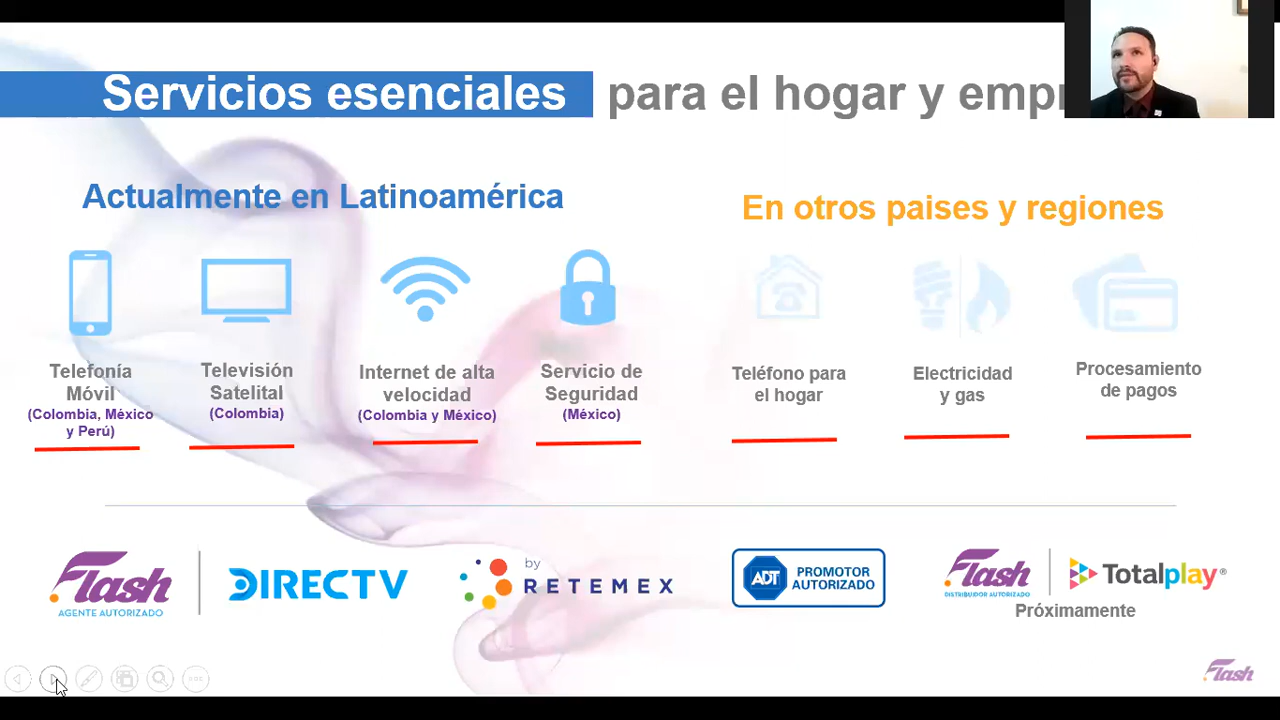 Servicios esenciales para el hogar y empr
Actualmente en Latinoamérica
En otros paises y regiones
Telefonía
Móvil
(Colombia, México
y Perú)
Televisión
Satelital
(Colombia)
Internet de alta
velocidad
(Colombia y México)
Servicio de
Seguridad
(México)
Teléfono para
el hogar
Electricidad
y gas
Procesamiento
de pagos
Flash
AGENTE AUTORIZADO
DIRECTV
by
RETEMEX
ADT
PROMOTOR
AUTORIZADO
Flash
DISTRIBUIDOR AUTORIZADO
Totalplay®
Próximamente
Flash